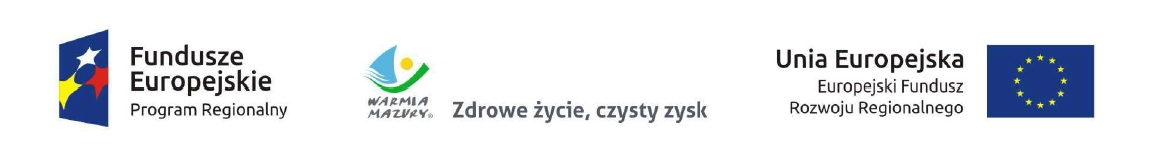 Fundusze
Europejskie
Program Regionalny
WARMIA
MAZURY©
Zdrowe życie, czysty zysk
Unia Europejska
Europejski Fundusz
Rozwoju Regionalnego